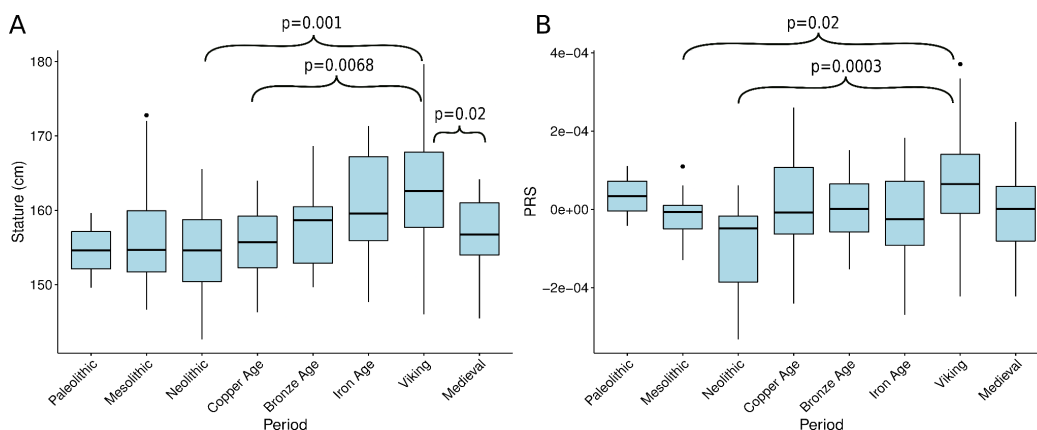 A
p=0.001
p=0.0068
p=0.02
180
170
160
150
Stature (cm)
Paleolithic
Mesolithic
Neolithic
Copper Age
Bronze Age
Iron Age
Viking
Medieval
Period
B
p=0.02
p=0.0003
4e−04
2e−04
0e+00
−2e−04
PRS
Paleolithic
Mesolithic
Neolithic
Copper Age
Bronze Age
Iron Age
Viking
Medieval
Period